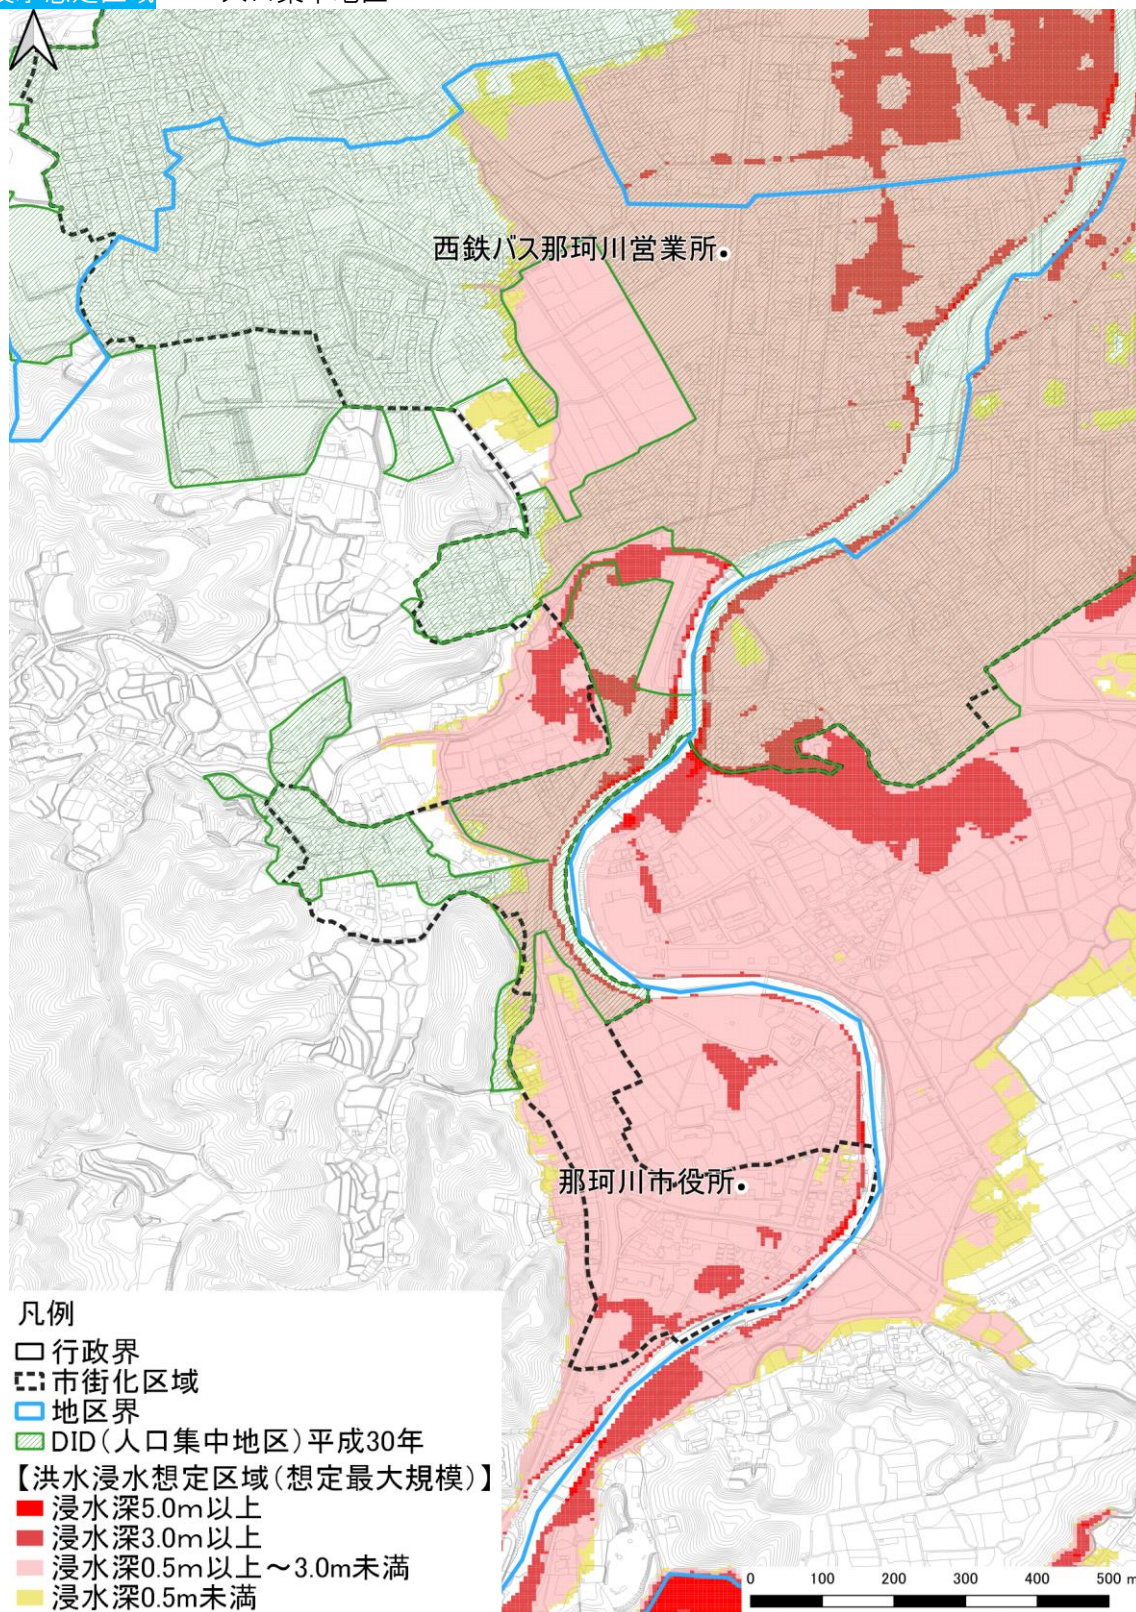 西鉄バス那珂川営業所
那珂川市役所
凡例
行政界
市街化区域
地区界
DID(人口集中地区)平成30年
【洪水浸水想定区域(想定最大規模)】
浸水深5.0m以上
浸水深3.0m以上
浸水深0.5m以上～3.0m未満
浸水深0.5m未満
0 100 200 300 400 500 m